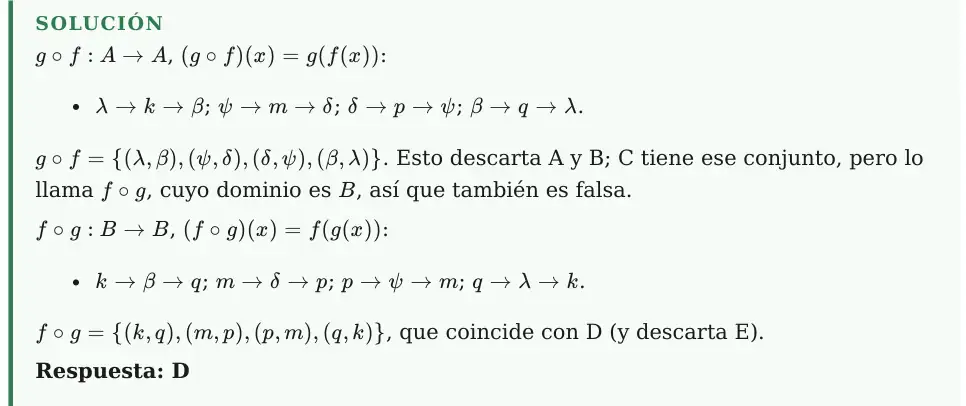 SOLUCIÓN
g ∘ f : A → A, (g ∘ f)(x) = g(f(x)):
• λ → k → β; ψ → m → δ; δ → p → ψ; β → q → λ.
g ∘ f = {(λ, β), (ψ, δ), (δ, ψ), (β, λ)}. Esto descarta A y B; C tiene ese conjunto, pero lo
llama f ∘ g, cuyo dominio es B, así que también es falsa.
f ∘ g : B → B, (f ∘ g)(x) = f(g(x)):
• k → β → q; m → δ → p; p → ψ → m; q → λ → k.
f ∘ g = {(k, q), (m, p), (p, m), (q, k)}, que coincide con D (y descarta E).
Respuesta: D